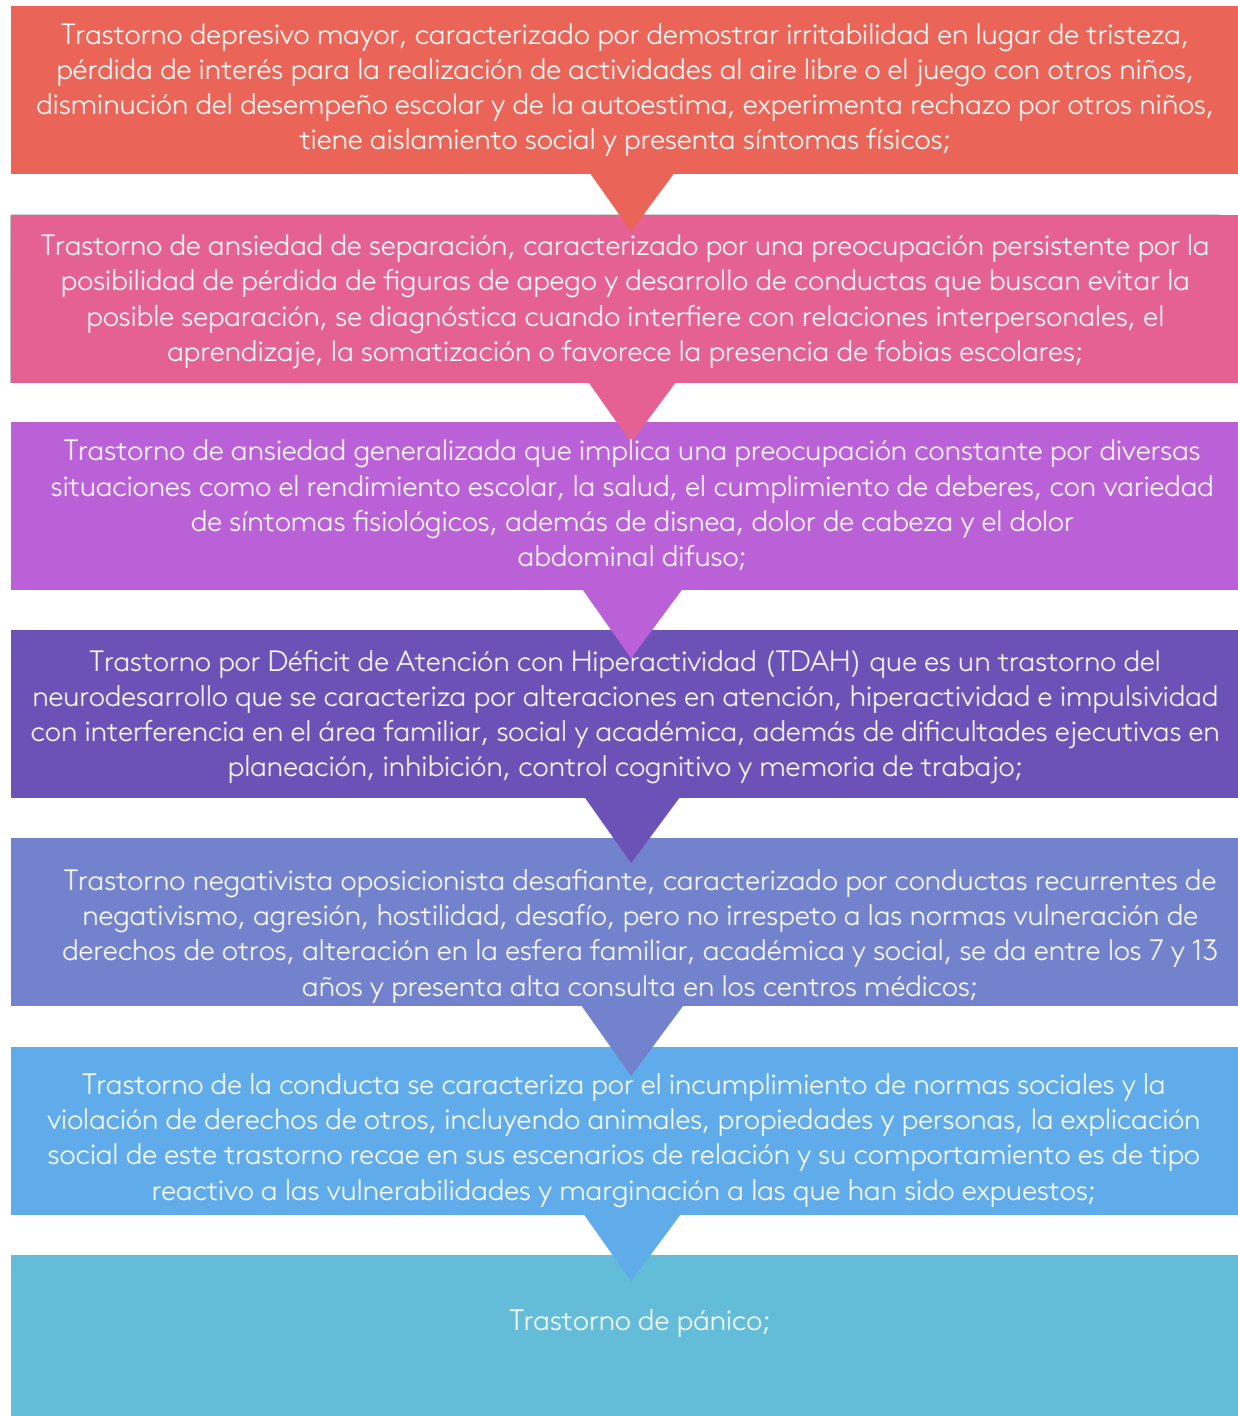 Trastorno depresivo mayor, caracterizado por demostrar irritabilidad en lugar de tristeza,
pérdida de interés para la realización de actividades al aire libre o el juego con otros niños,
disminución del desempeño escolar y de la autoestima, experimenta rechazo por otros niños,
tiene aislamiento social y presenta síntomas físicos;
Trastorno de ansiedad de separación, caracterizado por una preocupación persistente por la
posibilidad de pérdida de figuras de apego y desarrollo de conductas que buscan evitar la
posible separación, se diagnóstica cuando interfiere con relaciones interpersonales, el
aprendizaje, la somatización o favorece la presencia de fobias escolares;
Trastorno de ansiedad generalizada que implica una preocupación constante por diversas
situaciones como el rendimiento escolar, la salud, el cumplimiento de deberes, con variedad
de síntomas fisiológicos, además de disnea, dolor de cabeza y el dolor
abdominal difuso;
Trastorno por Déficit de Atención con Hiperactividad (TDAH) que es un trastorno del
neurodesarrollo que se caracteriza por alteraciones en atención, hiperactividad e impulsividad
con interferencia en el área familiar, social y académica, además de dificultades ejecutivas en
planeación, inhibición, control cognitivo y memoria de trabajo;
Trastorno negativista oposicionista desafiante, caracterizado por conductas recurrentes de
negativismo, agresión, hostilidad, desafío, pero no irrespeto a las normas vulneración de
derechos de otros, alteración en la esfera familiar, académica y social, se da entre los 7 y 13
años y presenta alta consulta en los centros médicos;
Trastorno de la conducta se caracteriza por el incumplimiento de normas sociales y la
violación de derechos de otros, incluyendo animales, propiedades y personas, la explicación
social de este trastorno recae en sus escenarios de relación y su comportamiento es de tipo
reactivo a las vulnerabilidades y marginación a las que han sido expuestos;
Trastorno de pánico;